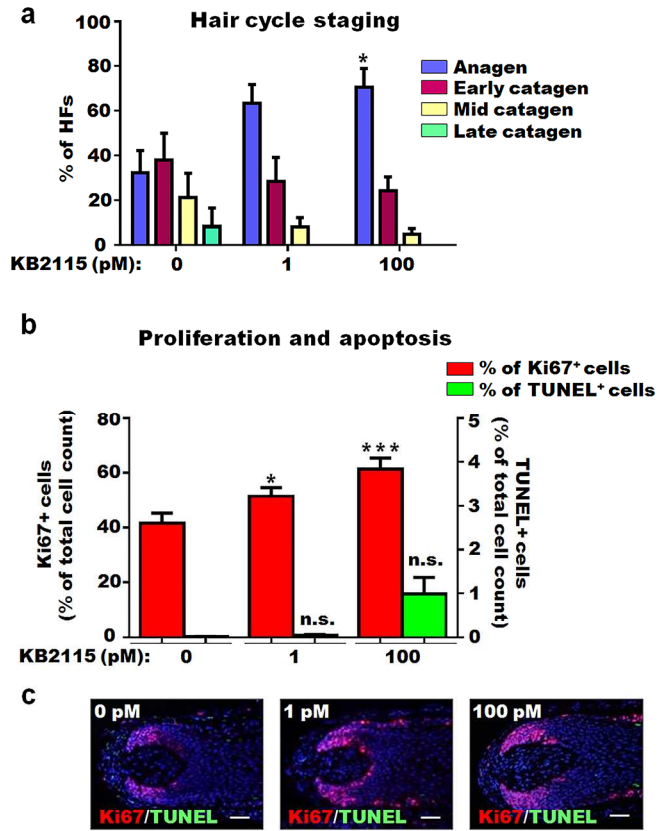 a
Hair cycle staging
100
80
60
40
20
0
% of HFs
*
Anagen
Early catagen
Mid catagen
Late catagen
KB2115 (pM): 0 1 100
b
Proliferation and apoptosis
% of Ki67+ cells
% of TUNEL+ cells
80
60
40
20
0
Ki67+ cells
(% of total cell count)
*
***
n.s.
n.s.
5
4
3
2
1
0
TUNEL+ cells
(% of total cell count)
KB2115 (pM): 0 1 100
c
0 pM
Ki67/TUNEL
1 pM
Ki67/TUNEL
100 pM
Ki67/TUNEL